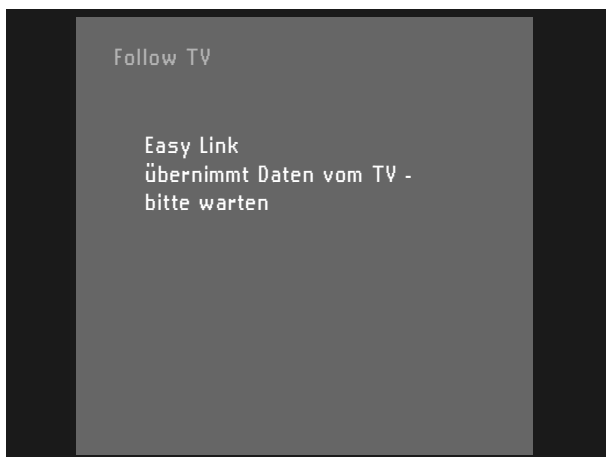 Follow TV
Easy Link
übernimmt Daten vom TV -
bitte warten